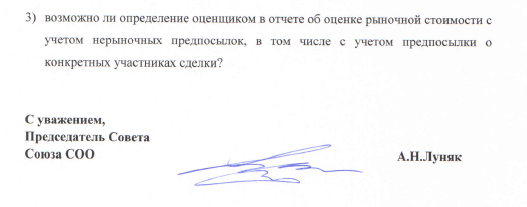 3) возможно ли определение оценщиком в отчете об оценке рыночной стоимости с
учетом нерыночных предпосылок, в том числе с учетом предпосылки о
конкретных участниках сделки?
С уважением,
Председатель Совета
Союза СОО А.Н.Луняк